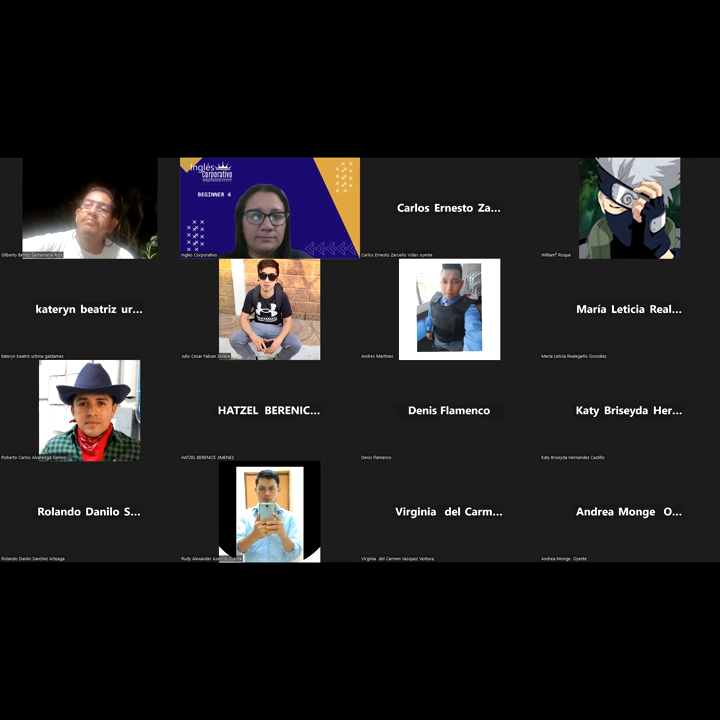 Inglés
Corporativo
BEGINNER 4
Carlos Ernesto Za...
Inglés Corporativo
Carlos Ernesto Zarceño Vides oyente
William² Roque
kateryn beatriz ur...
María Leticia Real...
kateryn beatriz urbina galdamez
Julio Cesar Fabian Zelaya
Andres Martinez
María Leticia Realegeño González
HATZEL BERENIC...
Denis Flamenco
Katy Briseyda Her...
Roberto Carlos Alvarenga
HATZEL BERENICE JIMENEZ
Denis Flamenco
Katy Briseyda Hernández Castillo
Rolando Danilo S...
Virginia del Carm...
Andrea Monge O...
Rolando Danilo Sanchez Arteaga
Rudy Alexander
Virginia del Carmen Vasquez Ventura
Andrea Monge Oyente